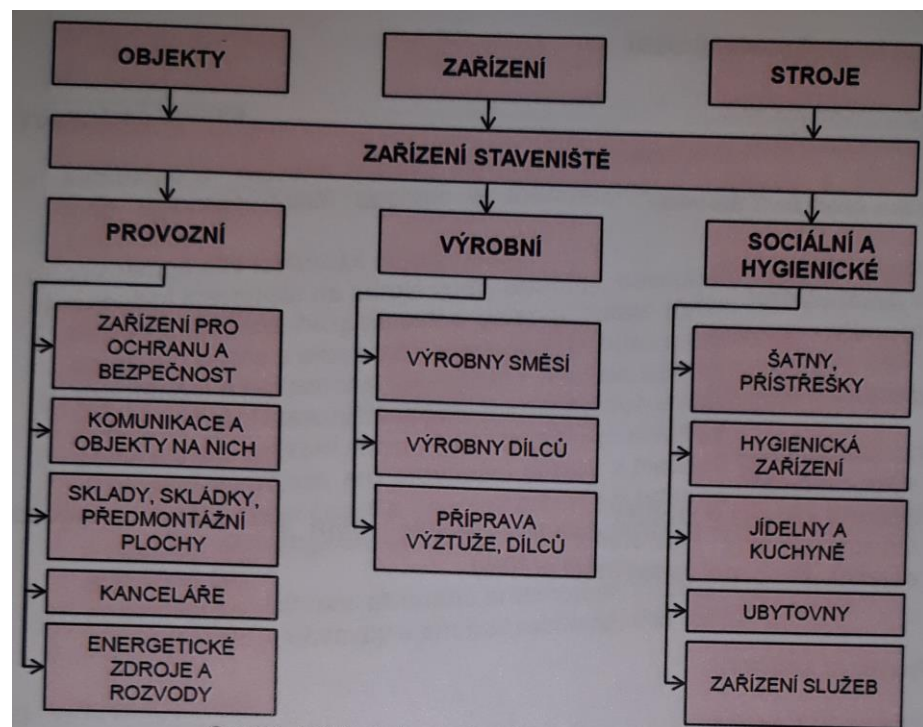 OBJEKTY
ZAŘÍZENÍ
STROJE
ZAŘÍZENÍ STAVENIŠTĚ
PROVOZNÍ
VÝROBNÍ
SOCIÁLNÍ A
HYGIENICKÉ
ZAŘÍZENÍ PRO
OCHRANU A
BEZPEČNOST
KOMUNIKACE A
OBJEKTY NA NICH
SKLADY, SKLÁDKY,
PŘEDMONTÁŽNÍ
PLOCHY
KANCELÁŘE
ENERGETICKÉ
ZDROJE A
ROZVODY
VÝROBNY SMĚSÍ
VÝROBNY DÍLCŮ
PŘÍPRAVA
VÝZTUŽE, DÍLCŮ
ŠATNY,
PŘÍSTŘEŠKY
HYGIENICKÁ
ZAŘÍZENÍ
JÍDELNY A
KUCHYNĚ
UBYTOVNY
ZAŘÍZENÍ SLUŽEB